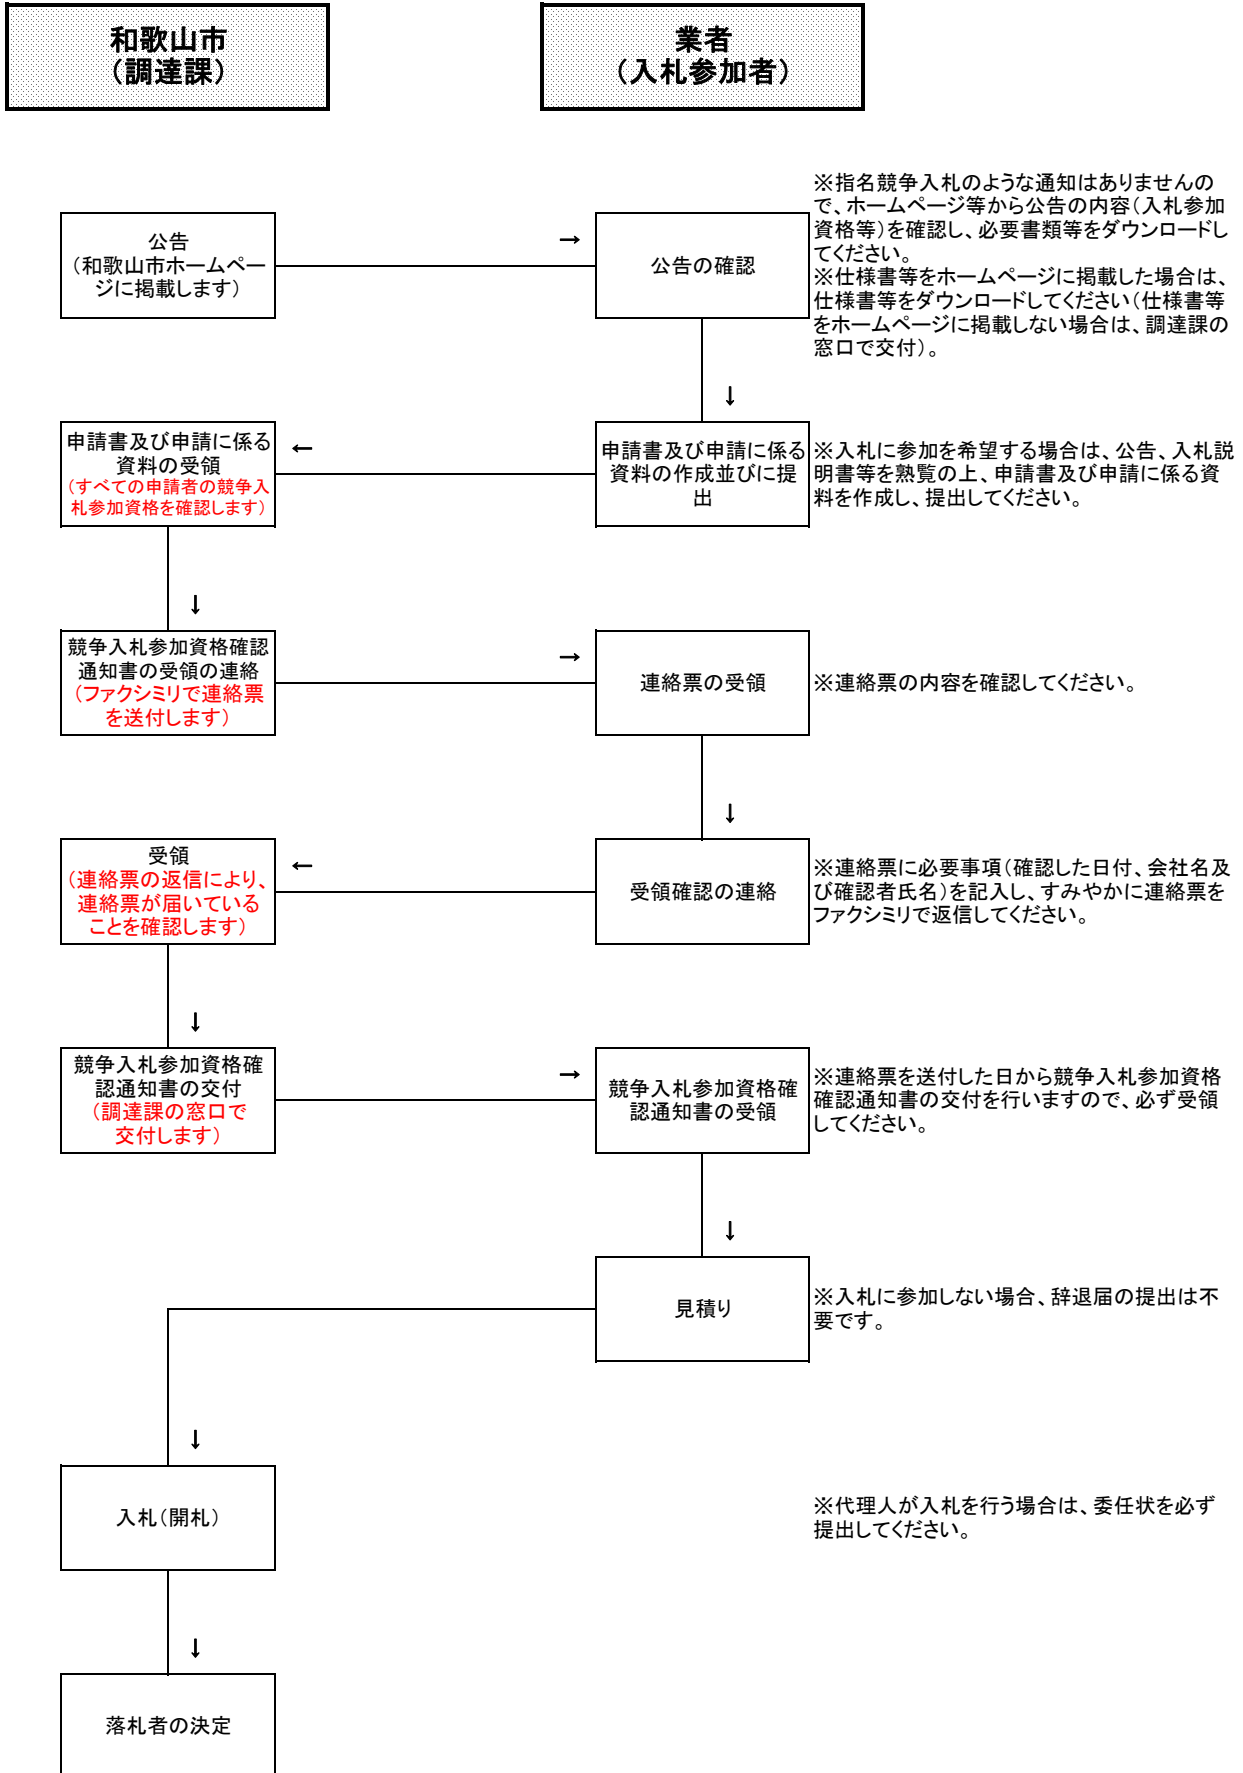 和歌山市
（調達課）
業者
（入札参加者）
公告
（和歌山市ホームペー
ジに掲載します）
→
公告の確認
※指名競争入札のような通知はありませんの
で、ホームページ等から公告の内容（入札参加
資格等）を確認し、必要書類等をダウンロードし
てください。
※仕様書等をホームページに掲載した場合は、
仕様書等をダウンロードしてください（仕様書等
をホームページに掲載しない場合は、調達課の
窓口で交付）。
↓
申請書及び申請に係る
資料の受領
（すべての申請者の競争入
札参加資格を確認します）
←
申請書及び申請に係る
資料の作成並びに提
出
※入札に参加を希望する場合は、公告、入札説
明書等を熟覧の上、申請書及び申請に係る資
料を作成し、提出してください。
↓
競争入札参加資格確認
通知書の受領の連絡
（ファクシミリで連絡票
を送付します）
→
連絡票の受領
※連絡票の内容を確認してください。
↓
受領
（連絡票の返信により、
連絡票が届いている
ことを確認します）
←
受領確認の連絡
※連絡票に必要事項（確認した日付、会社名及
び確認者氏名）を記入し、すみやかに連絡票を
ファクシミリで返信してください。
↓
競争入札参加資格確
認通知書の交付
（調達課の窓口で
交付します）
→
競争入札参加資格確
認通知書の受領
※連絡票を送付した日から競争入札参加資格
確認通知書の交付を行いますので、必ず受領
してください。
↓
見積り
※入札に参加しない場合、辞退届の提出は不
要です。
↓
入札（開札）
※代理人が入札を行う場合は、委任状を必ず
提出してください。
↓
落札者の決定